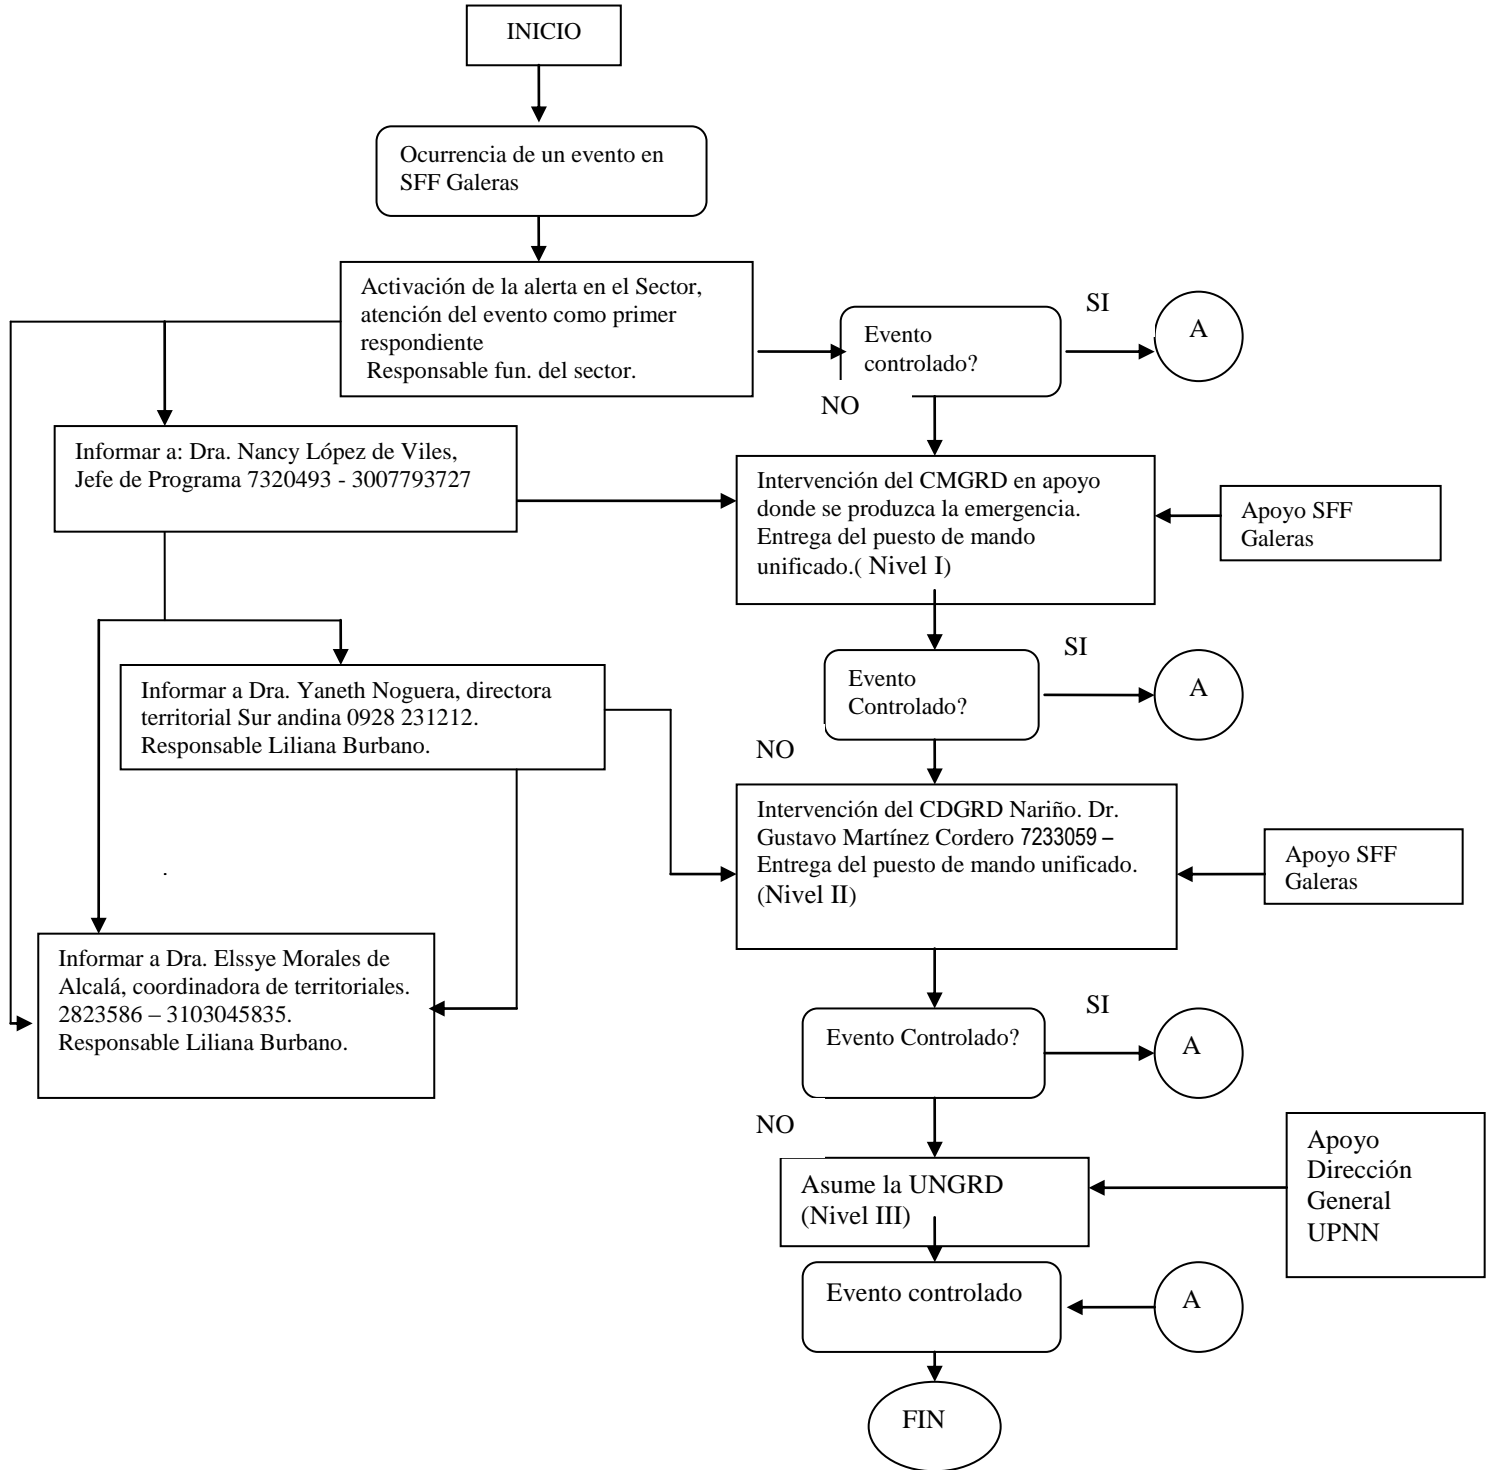 INICIO
Ocurrencia de un evento en
SFF Galeras
Activación de la alerta en el Sector,
atención del evento como primer
respondiente
Responsable fun. del sector.
Evento
controlado?
SI
A
NO
Informar a: Dra. Nancy López de Viles,
Jefe de Programa 7320493 - 3007793727
Intervención del CMGRD en apoyo
donde se produzca la emergencia.
Entrega del puesto de mando
unificado.( Nivel I)
Apoyo SFF
Galeras
Evento
Controlado?
SI
A
NO
Informar a Dra. Yaneth Noguera, directora
territorial Sur andina 0928 231212.
Responsable Liliana Burbano.
Intervención del CDGRD Nariño. Dr.
Gustavo Martínez Cordero 7233059 –
Entrega del puesto de mando unificado.
(Nivel II)
Apoyo SFF
Galeras
.
Informar a Dra. Elssye Morales de
Alcalá, coordinadora de territoriales.
2823586 – 3103045835.
Responsable Liliana Burbano.
Evento Controlado?
SI
A
NO
Asume la UNGRD
(Nivel III)
Apoyo
Dirección
General
UPNN
Evento controlado
A
FIN